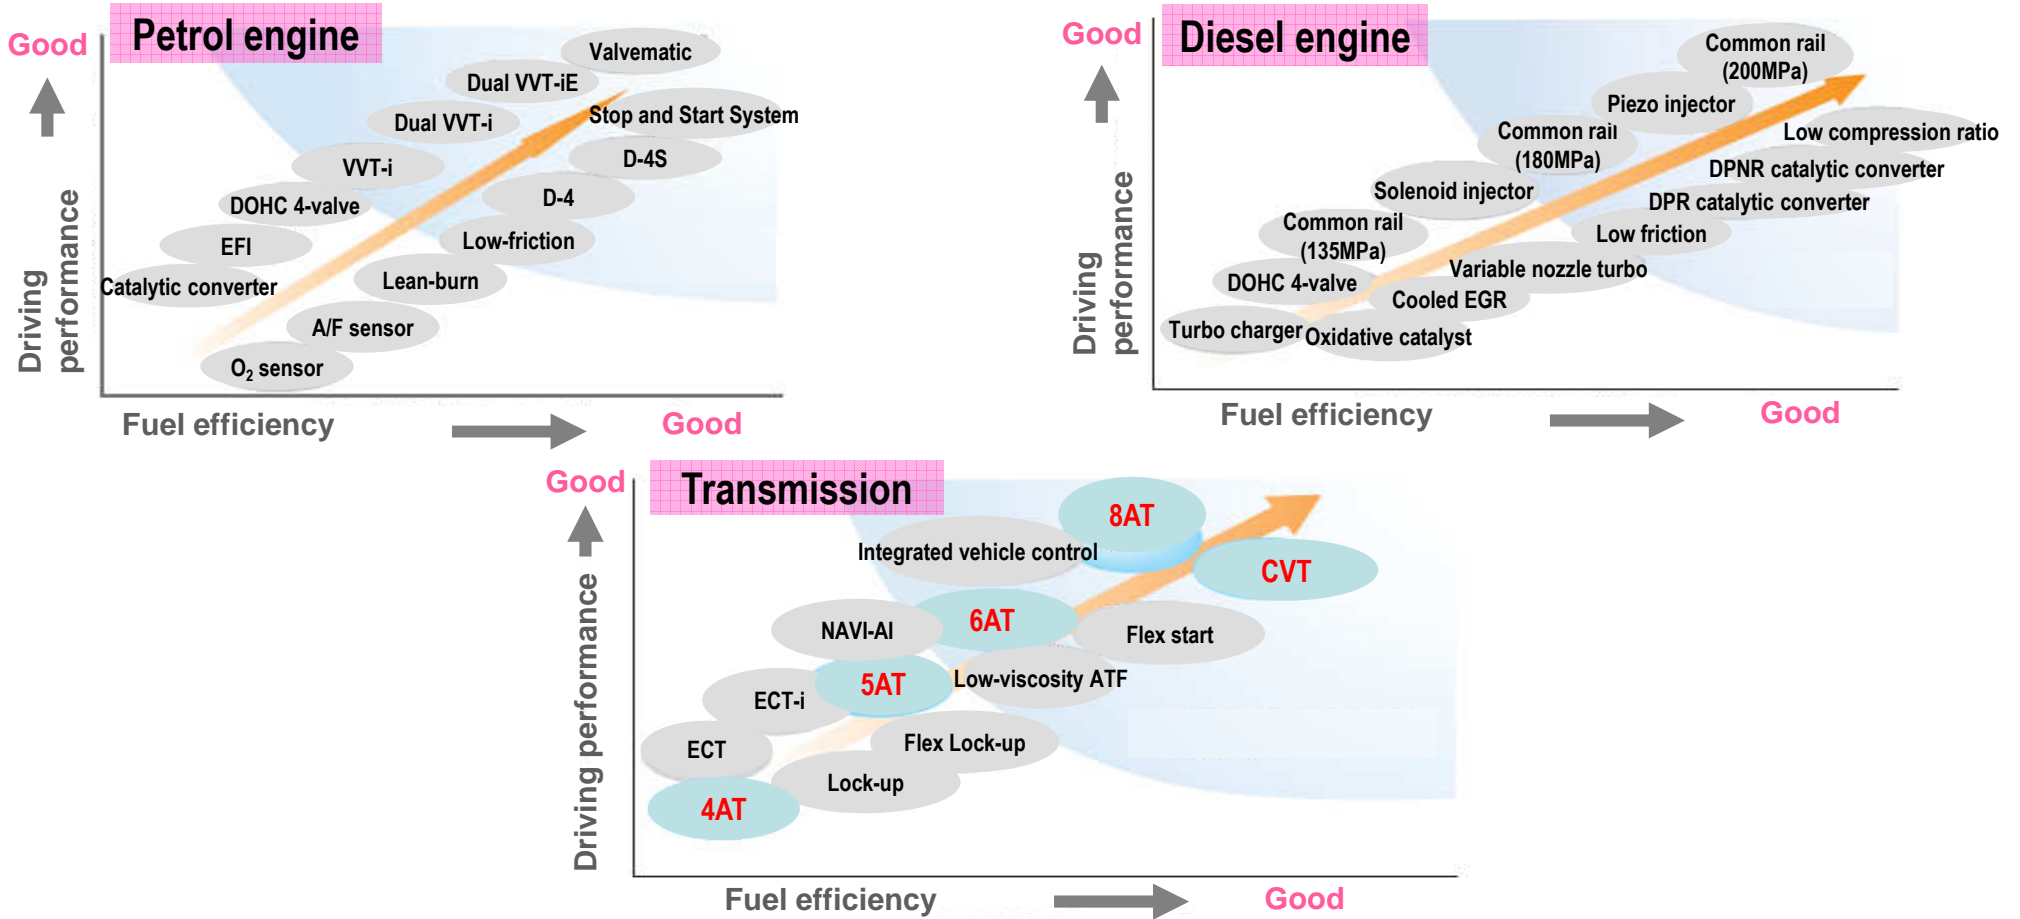 Petrol engine
Good
Driving
performance
Valvematic
Dual VVT-iE
Stop and Start System
Dual VVT-i
D-4S
VVT-i
D-4
DOHC 4-valve
Low-friction
EFI
Lean-burn
Catalytic converter
A/F sensor
O₂ sensor
Fuel efficiency
Good
Diesel engine
Good
Driving
performance
Common rail
(200MPa)
Piezo injector
Common rail
(180MPa)
Low compression ratio
DPNR catalytic converter
Solenoid injector
DPR catalytic converter
Common rail
(135MPa)
Low friction
Variable nozzle turbo
DOHC 4-valve
Cooled EGR
Turbo charger
Oxidative catalyst
Fuel efficiency
Good
Transmission
Good
Driving performance
8AT
Integrated vehicle control
CVT
6AT
NAVI-AI
Flex start
5AT
Low-viscosity ATF
ECT-i
Flex Lock-up
ECT
Lock-up
4AT
Fuel efficiency
Good